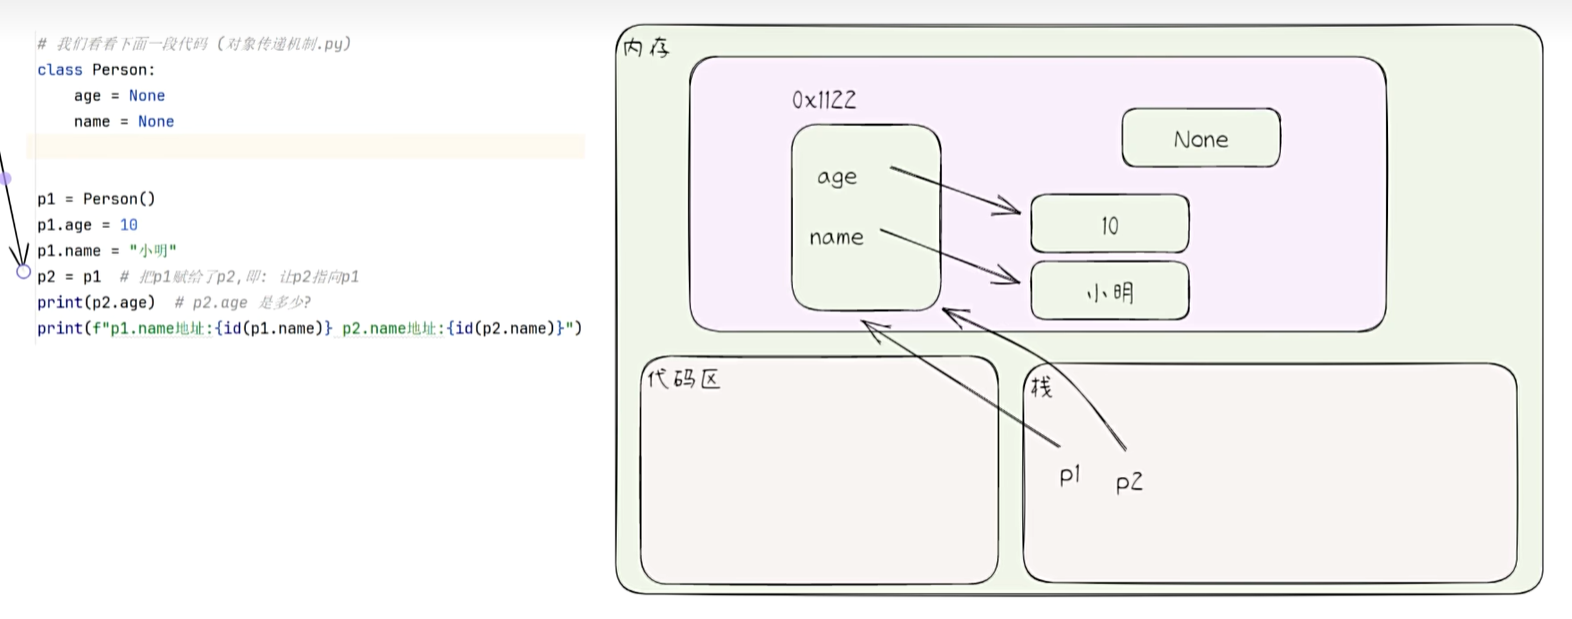 # 我们看看下面一段代码 (对象传递机制.py)
class Person:
    age = None
    name = None
p1 = Person()
p1.age = 10
p1.name = "小明"
p2 = p1  # 把p1赋给了p2,即: 让p2指向p1
print(p2.age)  # p2.age 是多少?
print(f"p1.name地址:{id(p1.name)} p2.name地址:{id(p2.name)}")
内存
0x1122
None
age
10
name
小明
代码区
栈
p1
p2